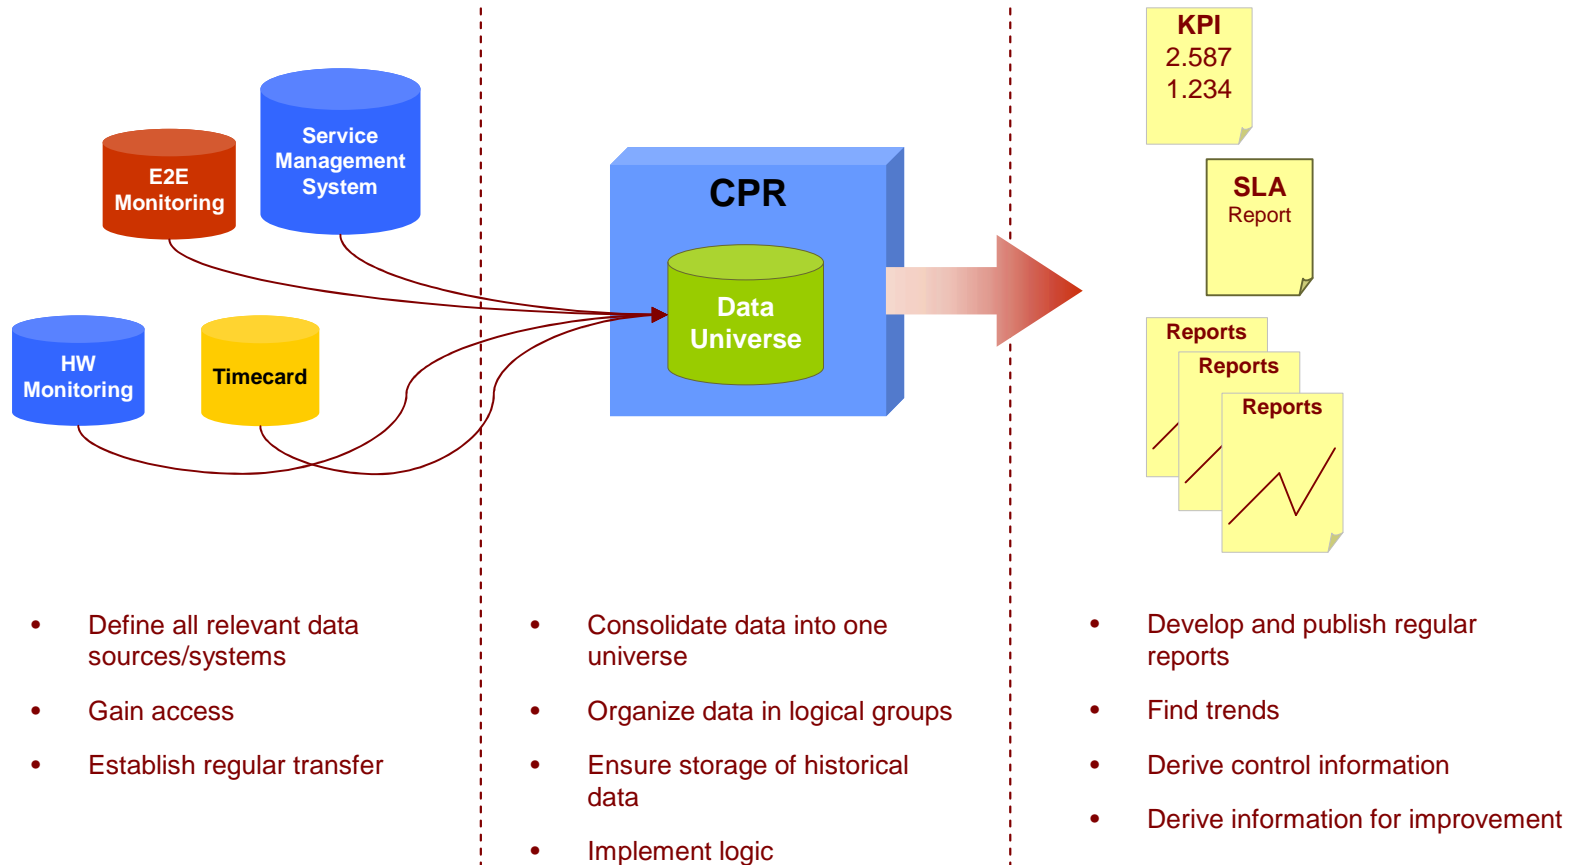 Service
Management
System
E2E
Monitoring
HW
Monitoring
Timecard
CPR
Data
Universe
KPI
2.587
1.234
SLA
Report
Reports
Reports
Reports
• Define all relevant data
sources/systems
• Gain access
• Establish regular transfer
• Consolidate data into one
universe
• Organize data in logical groups
• Ensure storage of historical
data
• Implement logic
• Develop and publish regular
reports
• Find trends
• Derive control information
• Derive information for improvement